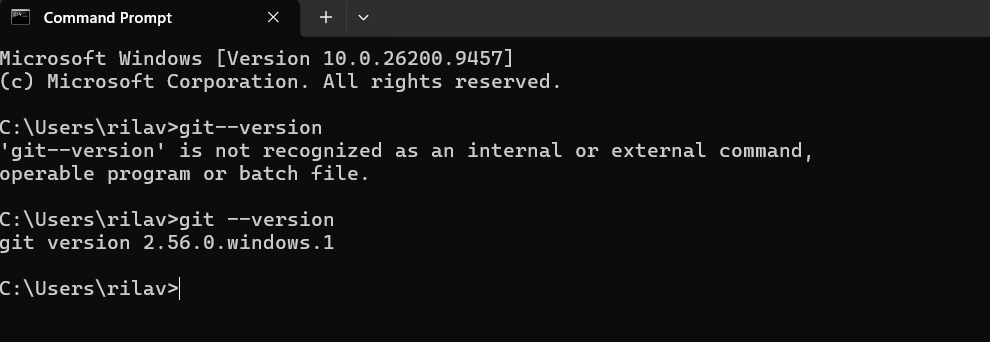 Command Prompt
Microsoft Windows [Version 10.0.26200.9457]
(c) Microsoft Corporation. All rights reserved.
C:\Users\rilav>git--version
'git--version' is not recognized as an internal or external command,
operable program or batch file.
C:\Users\rilav>git --version
git version 2.56.0.windows.1
C:\Users\rilav>